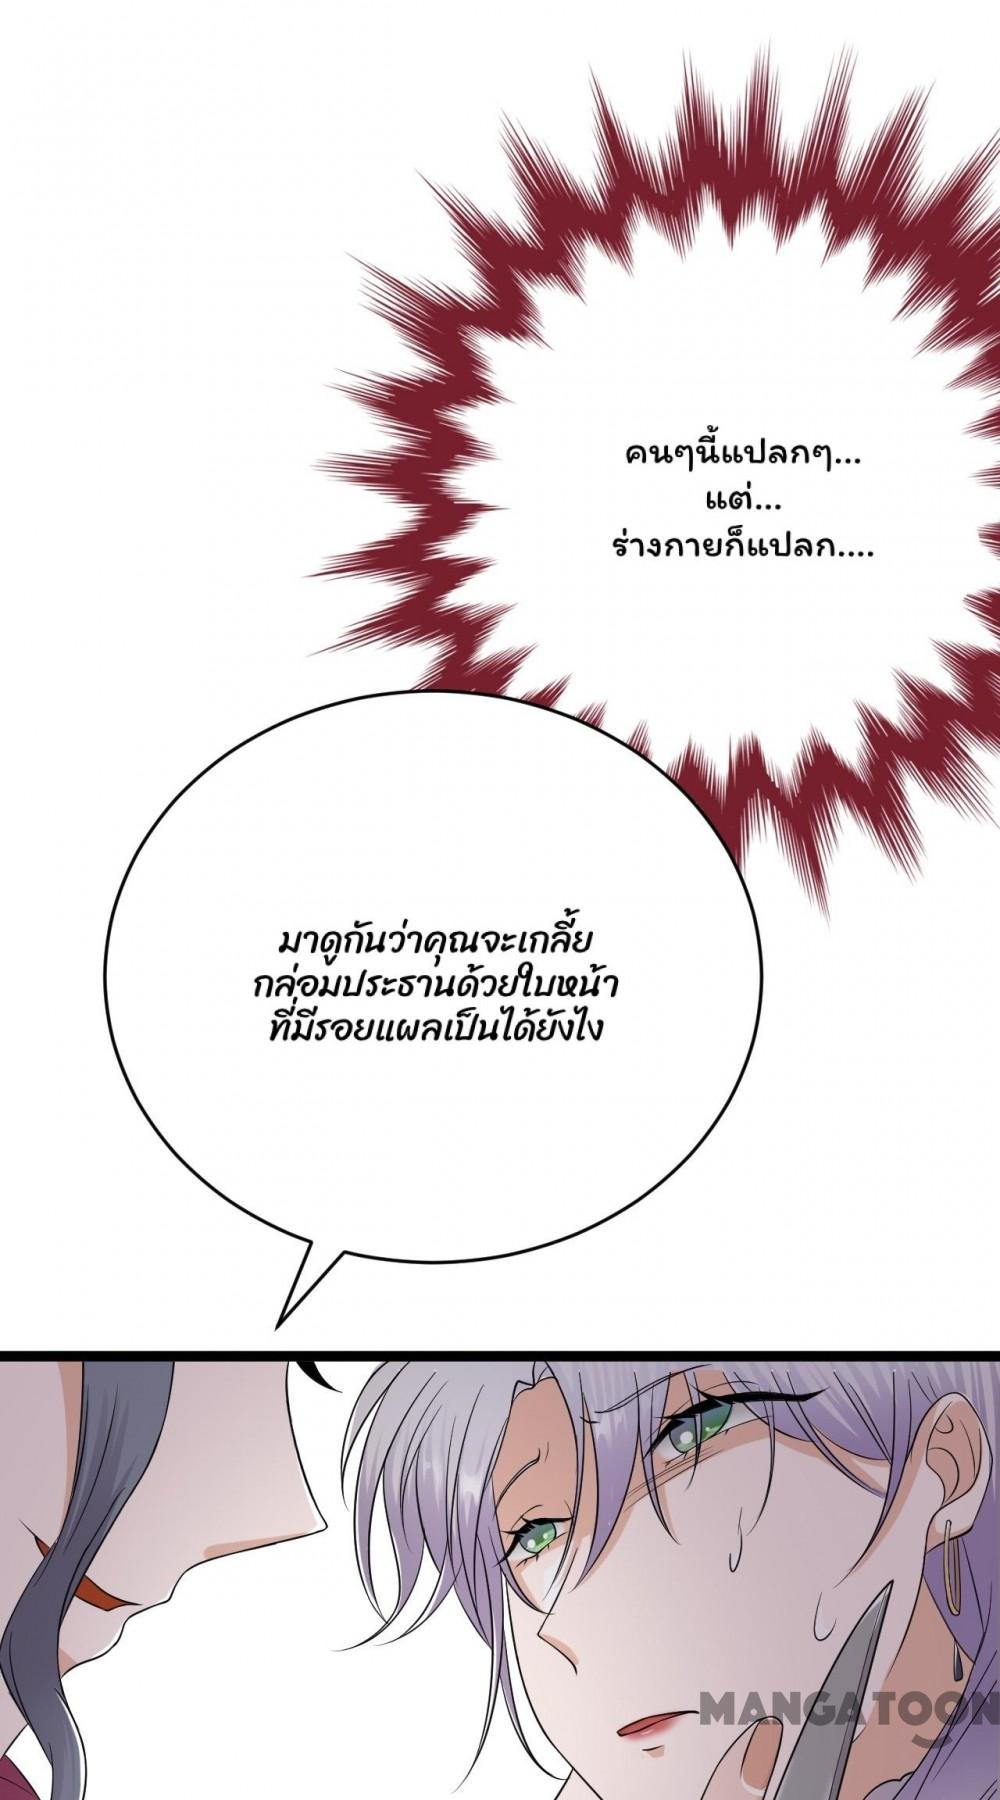 คนๆนี้แปลกๆ...
แต่...
ร่างกายก็แปลก....
มาดูกันว่าคุณจะเกลี้ย
กล่อมประธานด้วยใบหน้า
ที่มีรอยแผลเป็นได้ยังไง
MANGATOON